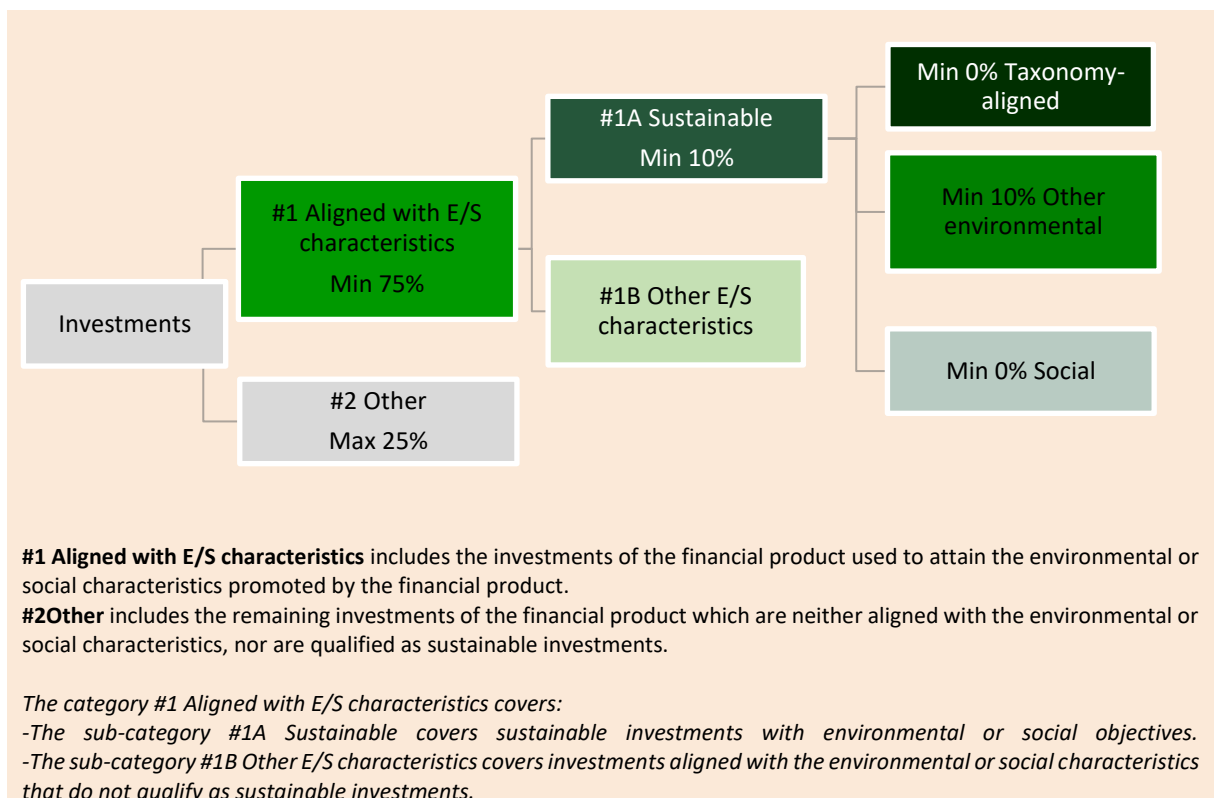 Investments
#1 Aligned with E/S
characteristics
Min 75%
#2 Other
Max 25%
#1A Sustainable
Min 10%
#1B Other E/S
characteristics
Min 0% Taxonomy-
aligned
Min 10% Other
environmental
Min 0% Social
#1 Aligned with E/S characteristics includes the investments of the financial product used to attain the environmental or
social characteristics promoted by the financial product.
#2Other includes the remaining investments of the financial product which are neither aligned with the environmental or
social characteristics, nor are qualified as sustainable investments.
The category #1 Aligned with E/S characteristics covers:
-The sub-category #1A Sustainable covers sustainable investments with environmental or social objectives.
-The sub-category #1B Other E/S characteristics covers investments aligned with the environmental or social characteristics
that do not qualify as sustainable investments.